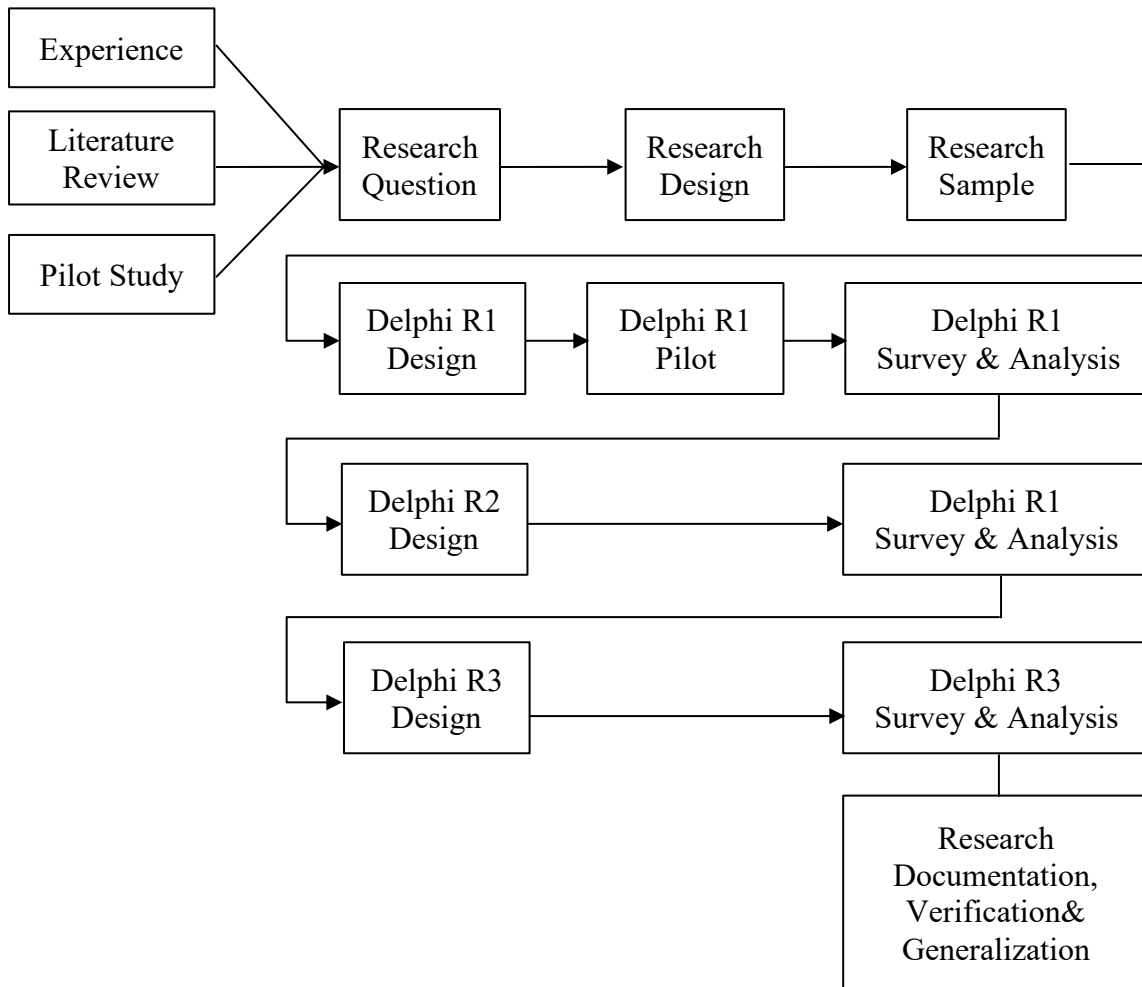 Experience
Literature
Review
Pilot Study
Research
Question
Research
Design
Research
Sample
Delphi R1
Design
Delphi R1
Pilot
Delphi R1
Survey & Analysis
Delphi R2
Design
Delphi R1
Survey & Analysis
Delphi R3
Design
Delphi R3
Survey & Analysis
Research
Documentation,
Verification&
Generalization